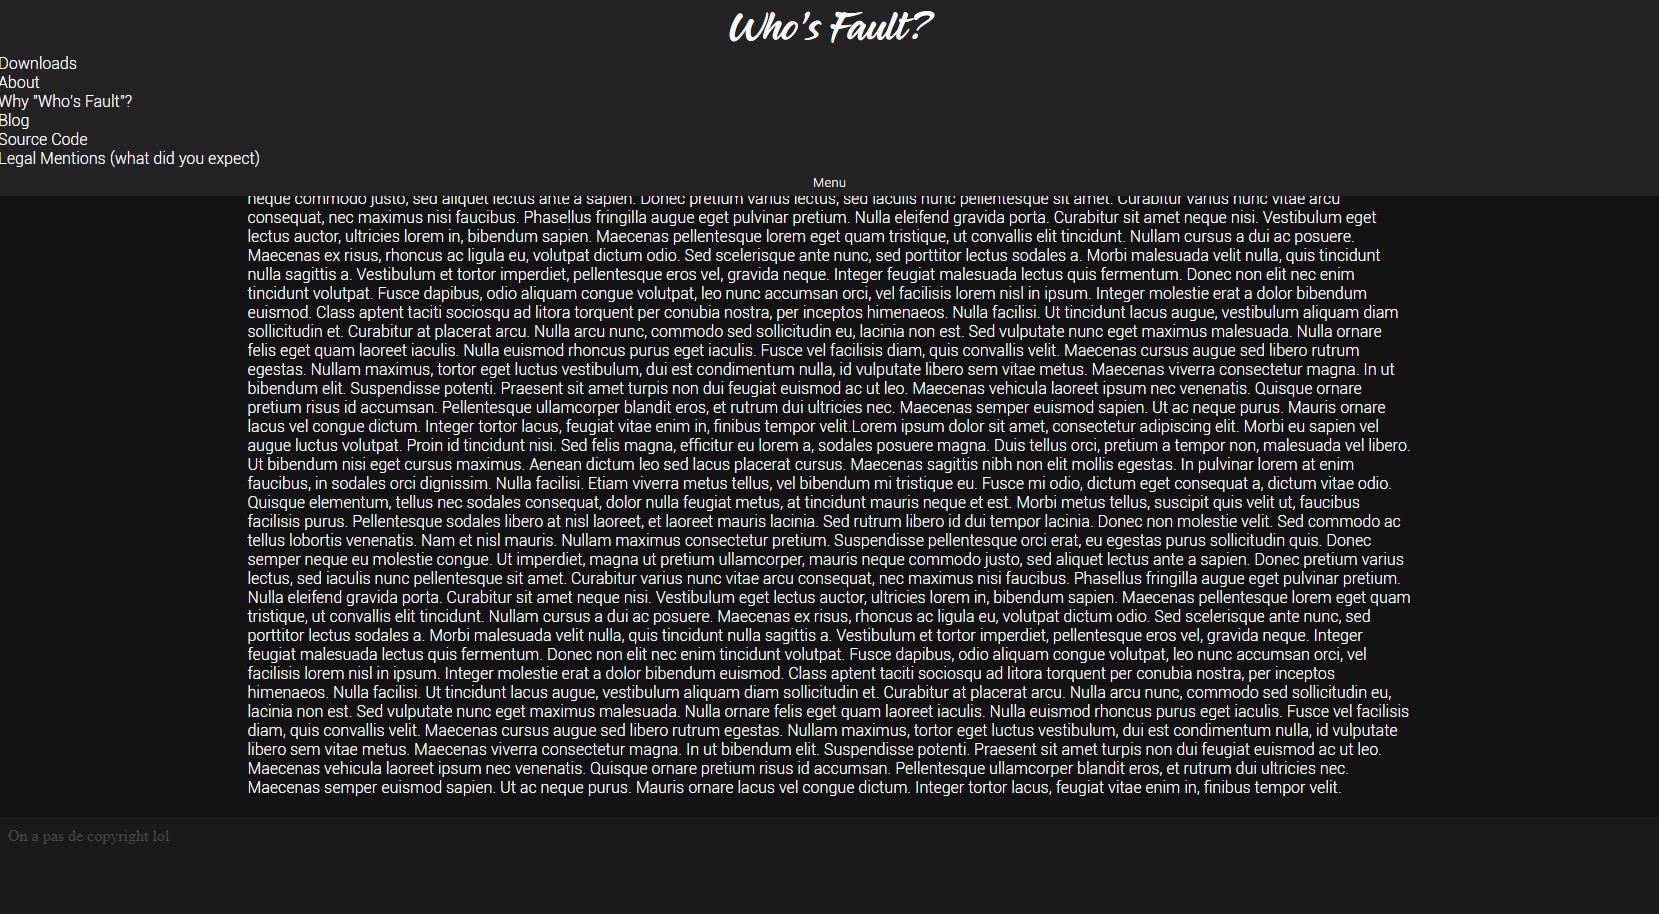 Who's Fault?
Downloads
About
Why "Who's Fault"?
Blog
Source Code
Legal Mentions (what did you expect)
Menu
neque commodo justo, sed aliquet lectus ante a sapien. Donec pretium varius lectus, sed iaculis nunc pellentesque sit amet. Curabitur varius nunc vitae arcu
consequat, nec maximus nisi faucibus. Phasellus fringilla augue eget pulvinar pretium. Nulla eleifend gravida porta. Curabitur sit amet neque nisi. Vestibulum eget
lectus auctor, ultricies lorem in, bibendum sapien. Maecenas pellentesque lorem eget quam tristique, ut convallis elit tincidunt. Nullam cursus a dui ac posuere.
Maecenas ex risus, rhoncus ac ligula eu, volutpat dictum odio. Sed scelerisque ante nunc, sed porttitor lectus sodales a. Morbi malesuada velit nulla, quis tincidunt
nulla sagittis a. Vestibulum et tortor imperdiet, pellentesque eros vel, gravida neque. Integer feugiat malesuada lectus quis fermentum. Donec non elit nec enim
tincidunt volutpat. Fusce dapibus, odio aliquam congue volutpat, leo nunc accumsan orci, vel facilisis lorem nisl in ipsum. Integer molestie erat a dolor bibendum
euismod. Class aptent taciti sociosqu ad litora torquent per conubia nostra, per inceptos himenaeos. Nulla facilisi. Ut tincidunt lacus augue, vestibulum aliquam diam
sollicitudin et. Curabitur at placerat arcu. Nulla arcu nunc, commodo sed sollicitudin eu, lacinia non est. Sed vulputate nunc eget maximus malesuada. Nulla ornare
felis eget quam laoreet iaculis. Nulla euismod rhoncus purus eget iaculis. Fusce vel facilisis diam, quis convallis velit. Maecenas cursus augue sed libero rutrum
egestas. Nullam maximus, tortor eget luctus vestibulum, dui est condimentum nulla, id vulputate libero sem vitae metus. Maecenas viverra consectetur magna. In ut
bibendum elit. Suspendisse potenti. Praesent sit amet turpis non dui feugiat euismod ac ut leo. Maecenas vehicula laoreet ipsum nec venenatis. Quisque ornare
pretium risus id accumsan. Pellentesque ullamcorper blandit eros, et rutrum dui ultricies nec. Maecenas semper euismod sapien. Ut ac neque purus. Mauris ornare
lacus vel congue dictum. Integer tortor lacus, feugiat vitae enim in, finibus tempor velit.Lorem ipsum dolor sit amet, consectetur adipiscing elit. Morbi eu sapien vel
augue luctus volutpat. Proin id tincidunt nisi. Sed felis magna, efficitur eu lorem a, sodales posuere magna. Duis tellus orci, pretium a tempor non, malesuada vel libero.
Ut bibendum nisi eget cursus maximus. Aenean dictum leo sed lacus placerat cursus. Maecenas sagittis nibh non elit mollis egestas. In pulvinar lorem at enim
faucibus, in sodales orci dignissim. Nulla facilisi. Etiam viverra metus tellus, vel bibendum mi tristique eu. Fusce mi odio, dictum eget consequat a, dictum vitae odio.
Quisque elementum, tellus nec sodales consequat, dolor nulla feugiat metus, at tincidunt mauris neque et est. Morbi metus tellus, suscipit quis velit ut, faucibus
facilisis purus. Pellentesque sodales libero at nisl laoreet, et laoreet mauris lacinia. Sed rutrum libero id dui tempor lacinia. Donec non molestie velit. Sed commodo ac
tellus lobortis venenatis. Nam et nisl mauris. Nullam maximus consectetur pretium. Suspendisse pellentesque orci erat, eu egestas purus sollicitudin quis. Donec
semper neque eu molestie congue. Ut imperdiet, magna ut pretium ullamcorper, mauris neque commodo justo, sed aliquet lectus ante a sapien. Donec pretium varius
lectus, sed iaculis nunc pellentesque sit amet. Curabitur varius nunc vitae arcu consequat, nec maximus nisi faucibus. Phasellus fringilla augue eget pulvinar pretium.
Nulla eleifend gravida porta. Curabitur sit amet neque nisi. Vestibulum eget lectus auctor, ultricies lorem in, bibendum sapien. Maecenas pellentesque lorem eget quam
tristique, ut convallis elit tincidunt. Nullam cursus a dui ac posuere. Maecenas ex risus, rhoncus ac ligula eu, volutpat dictum odio. Sed scelerisque ante nunc, sed
porttitor lectus sodales a. Morbi malesuada velit nulla, quis tincidunt nulla sagittis a. Vestibulum et tortor imperdiet, pellentesque eros vel, gravida neque. Integer
feugiat malesuada lectus quis fermentum. Donec non elit nec enim tincidunt volutpat. Fusce dapibus, odio aliquam congue volutpat, leo nunc accumsan orci, vel
facilisis lorem nisl in ipsum. Integer molestie erat a dolor bibendum euismod. Class aptent taciti sociosqu ad litora torquent per conubia nostra, per inceptos
himenaeos. Nulla facilisi. Ut tincidunt lacus augue, vestibulum aliquam diam sollicitudin et. Curabitur at placerat arcu. Nulla arcu nunc, commodo sed sollicitudin eu,
lacinia non est. Sed vulputate nunc eget maximus malesuada. Nulla ornare felis eget quam laoreet iaculis. Nulla euismod rhoncus purus eget iaculis. Fusce vel facilisis
diam, quis convallis velit. Maecenas cursus augue sed libero rutrum egestas. Nullam maximus, tortor eget luctus vestibulum, dui est condimentum nulla, id vulputate
libero sem vitae metus. Maecenas viverra consectetur magna. In ut bibendum elit. Suspendisse potenti. Praesent sit amet turpis non dui feugiat euismod ac ut leo.
Maecenas vehicula laoreet ipsum nec venenatis. Quisque ornare pretium risus id accumsan. Pellentesque ullamcorper blandit eros, et rutrum dui ultricies nec.
Maecenas semper euismod sapien. Ut ac neque purus. Mauris ornare lacus vel congue dictum. Integer tortor lacus, feugiat vitae enim in, finibus tempor velit.
On a pas de copyright lol